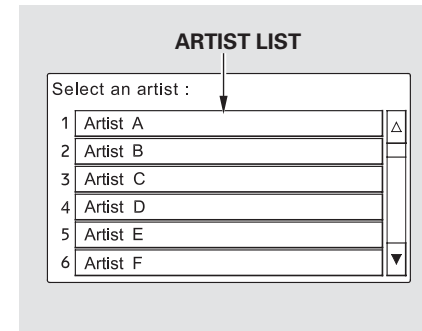 ARTIST LIST
Select an artist :
1 Artist A
2 Artist B
3 Artist C
4 Artist D
5 Artist E
6 Artist F